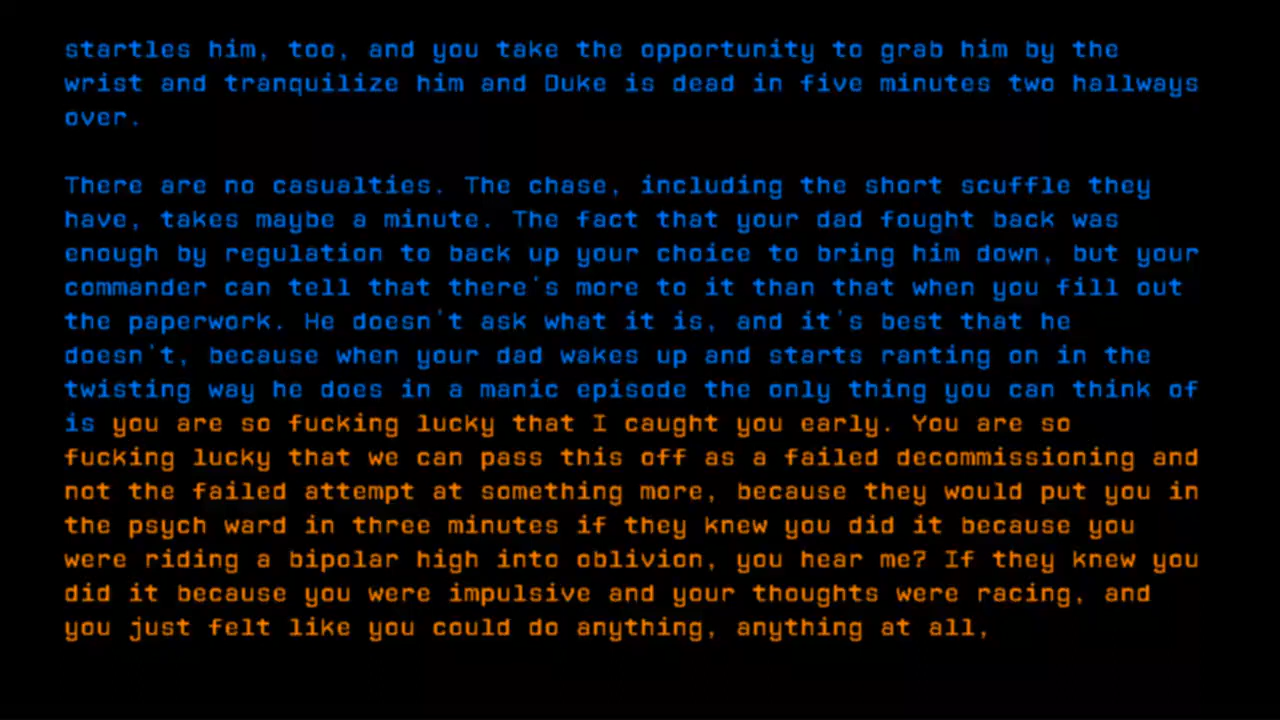 startles him, too, and you take the opportunity to grab him by the
wrist and tranquilize him and Duke is dead in five minutes two hallways
over.
There are no casualties. The chase, including the short scuffle they
have, takes maybe a minute. The fact that your dad fought back was
enough by regulation to back up your choice to bring him down, but your
commander can tell that there's more to it than that when you fill out
the paperwork. He doesn't ask what it is, and it's best that he
doesn't, because when your dad wakes up and starts ranting on in the
twisting way he does in a manic episode the only thing you can think of
is you are so fucking lucky that I caught you early. You are so
fucking lucky that we can pass this off as a failed decommissioning and
not the failed attempt at something more, because they would put you in
the psych ward in three minutes if they knew you did it because you
were riding a bipolar high into oblivion, you hear me? If they knew you
did it because you were impulsive and your thoughts were racing, and
you just felt like you could do anything, anything at all,